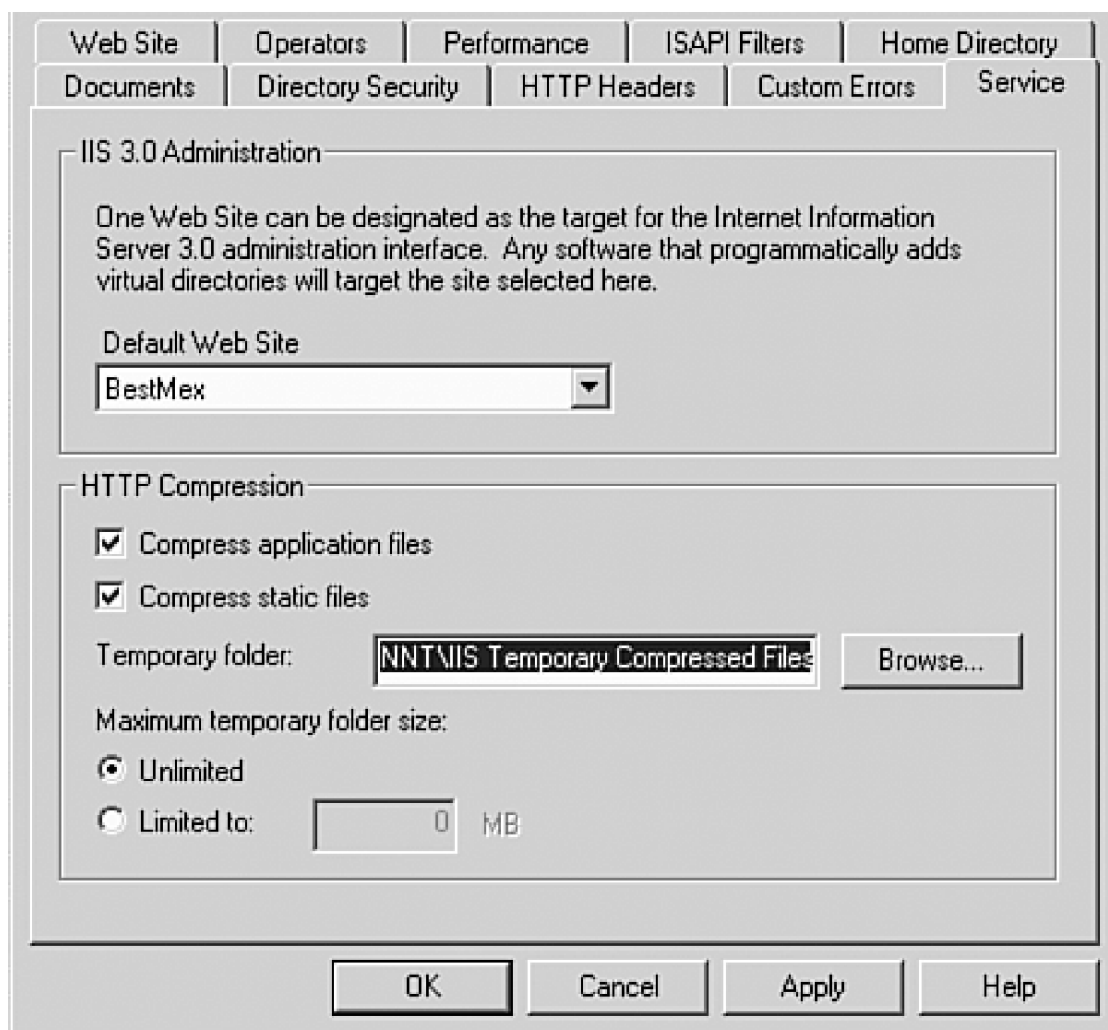 Web Site
Operators
Performance
ISAPI Filters
Home Directory
Documents
Directory Security
HTTP Headers
Custom Errors
Service
IIS 3.0 Administration
One Web Site can be designated as the target for the Internet Information
Server 3.0 administration interface. Any software that programmatically adds
virtual directories will target the site selected here.
Default Web Site
BestMex
HTTP Compression
Compress application files
Compress static files
Temporary folder:
NNT\IIS Temporary Compressed Files
Browse...
Maximum temporary folder size:
Unlimited
Limited to:
0
MB
OK
Cancel
Apply
Help